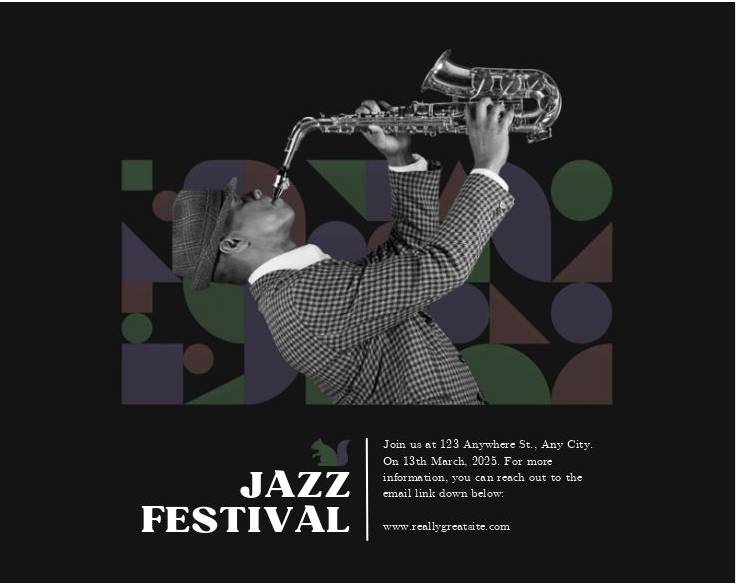 JAZZ
FESTIVAL
Join us at 123 Anywhere St., Any City.
On 13th March, 2025. For more
information, you can reach out to the
email link down below:
www.reallygreatsite.com